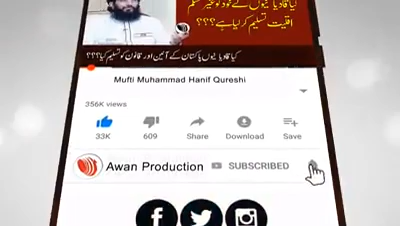 کیا قادیانیوں نے خود کو غیر مسلم
اقلیت تسلیم کر لیا ہے؟؟؟
کیا قادیانیوں پاکستان کے آئین اور قانون کو تسلیم کیا؟؟؟
Mufti Muhammad Hanif Qureshi
356K views
33K 609 Share Download Save
Awan Production SUBSCRIBED